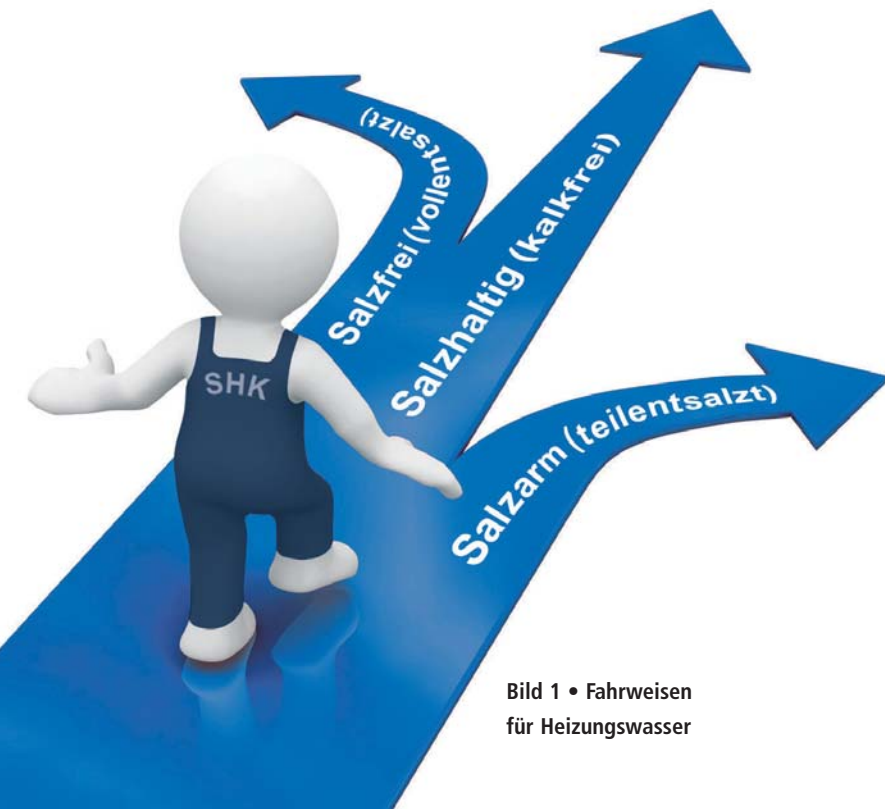 Salzfrei (vollentsalzt)
Salzhaltig (kalkfrei)
Salzarm (teilentsalzt)
SHK
Bild 1 • Fahrweisen
für Heizungswasser